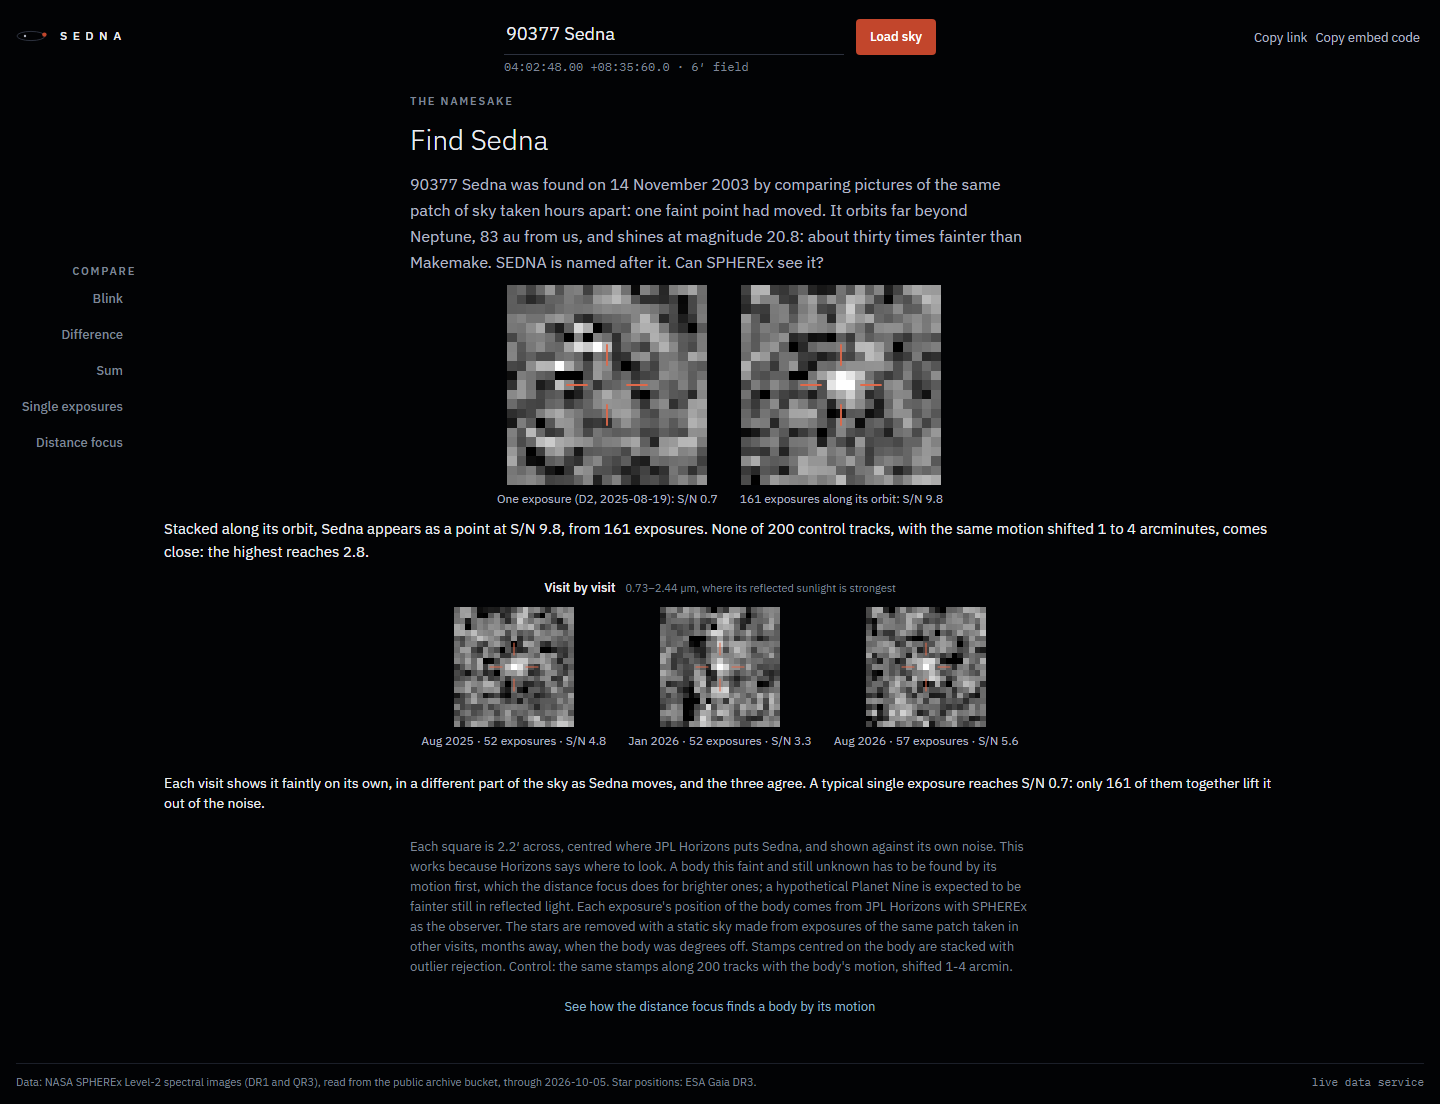 SEDNA
90377 Sedna
Load sky
Copy link Copy embed code
04:02:48.00 +08:35:60.0 · 6′ field
THE NAMESAKE
Find Sedna
90377 Sedna was found on 14 November 2003 by comparing pictures of the same
patch of sky taken hours apart: one faint point had moved. It orbits far beyond
Neptune, 83 au from us, and shines at magnitude 20.8: about thirty times fainter than
Makemake. SEDNA is named after it. Can SPHEREx see it?
COMPARE
Blink
Difference
Sum
Single exposures
Distance focus
One exposure (D2, 2025-08-19): S/N 0.7
161 exposures along its orbit: S/N 9.8
Stacked along its orbit, Sedna appears as a point at S/N 9.8, from 161 exposures. None of 200 control tracks, with the same motion shifted 1 to 4 arcminutes, comes
close: the highest reaches 2.8.
Visit by visit 0.73–2.44 µm, where its reflected sunlight is strongest
Aug 2025 · 52 exposures · S/N 4.8
Jan 2026 · 52 exposures · S/N 3.3
Aug 2026 · 57 exposures · S/N 5.6
Each visit shows it faintly on its own, in a different part of the sky as Sedna moves, and the three agree. A typical single exposure reaches S/N 0.7: only 161 of them together lift it
out of the noise.
Each square is 2.2′ across, centred where JPL Horizons puts Sedna, and shown against its own noise. This
works because Horizons says where to look. A body this faint and still unknown has to be found by its
motion first, which the distance focus does for brighter ones; a hypothetical Planet Nine is expected to be
fainter still in reflected light. Each exposure's position of the body comes from JPL Horizons with SPHEREx
as the observer. The stars are removed with a static sky made from exposures of the same patch taken in
other visits, months away, when the body was degrees off. Stamps centred on the body are stacked with
outlier rejection. Control: the same stamps along 200 tracks with the body's motion, shifted 1-4 arcmin.
See how the distance focus finds a body by its motion
Data: NASA SPHEREx Level-2 spectral images (DR1 and QR3), read from the public archive bucket, through 2026-10-05. Star positions: ESA Gaia DR3.
live data service